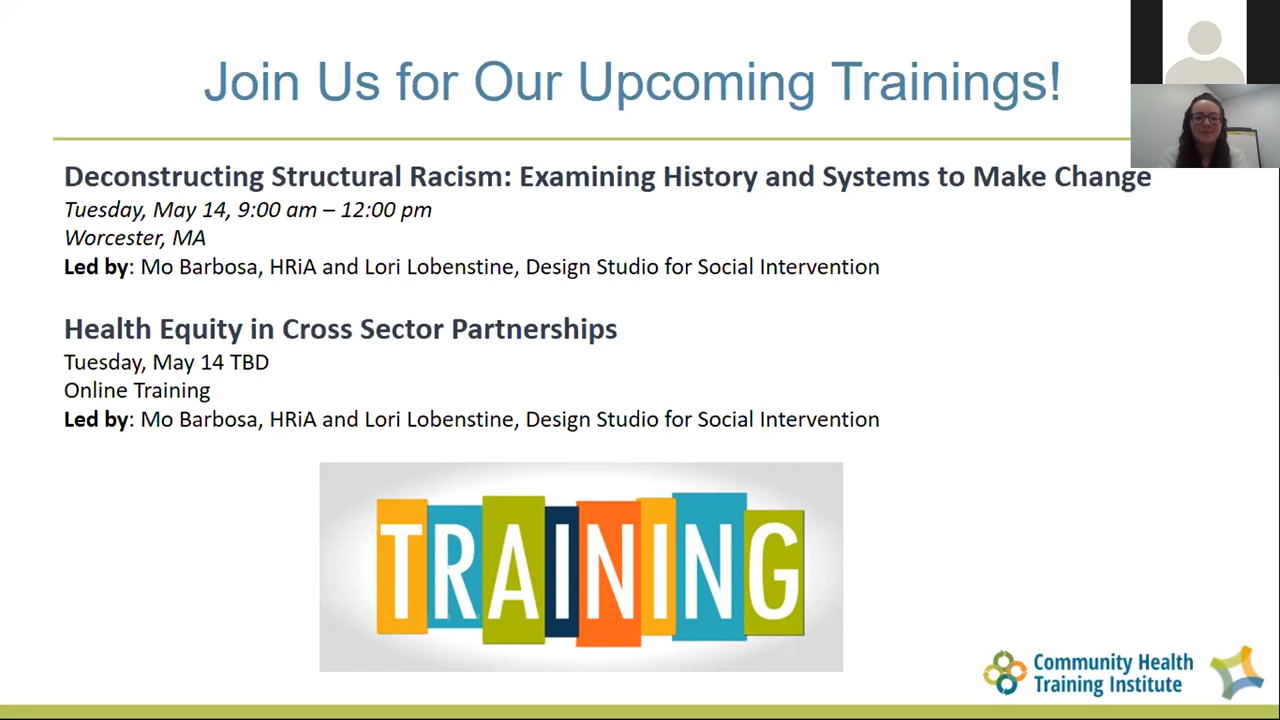 Join Us for Our Upcoming Trainings!
Deconstructing Structural Racism: Examining History and Systems to Make Change
Tuesday, May 14, 9:00 am – 12:00 pm
Worcester, MA
Led by: Mo Barbosa, HRiA and Lori Lobenstine, Design Studio for Social Intervention
Health Equity in Cross Sector Partnerships
Tuesday, May 14 TBD
Online Training
Led by: Mo Barbosa, HRiA and Lori Lobenstine, Design Studio for Social Intervention
TRAINING
Community Health
Training Institute